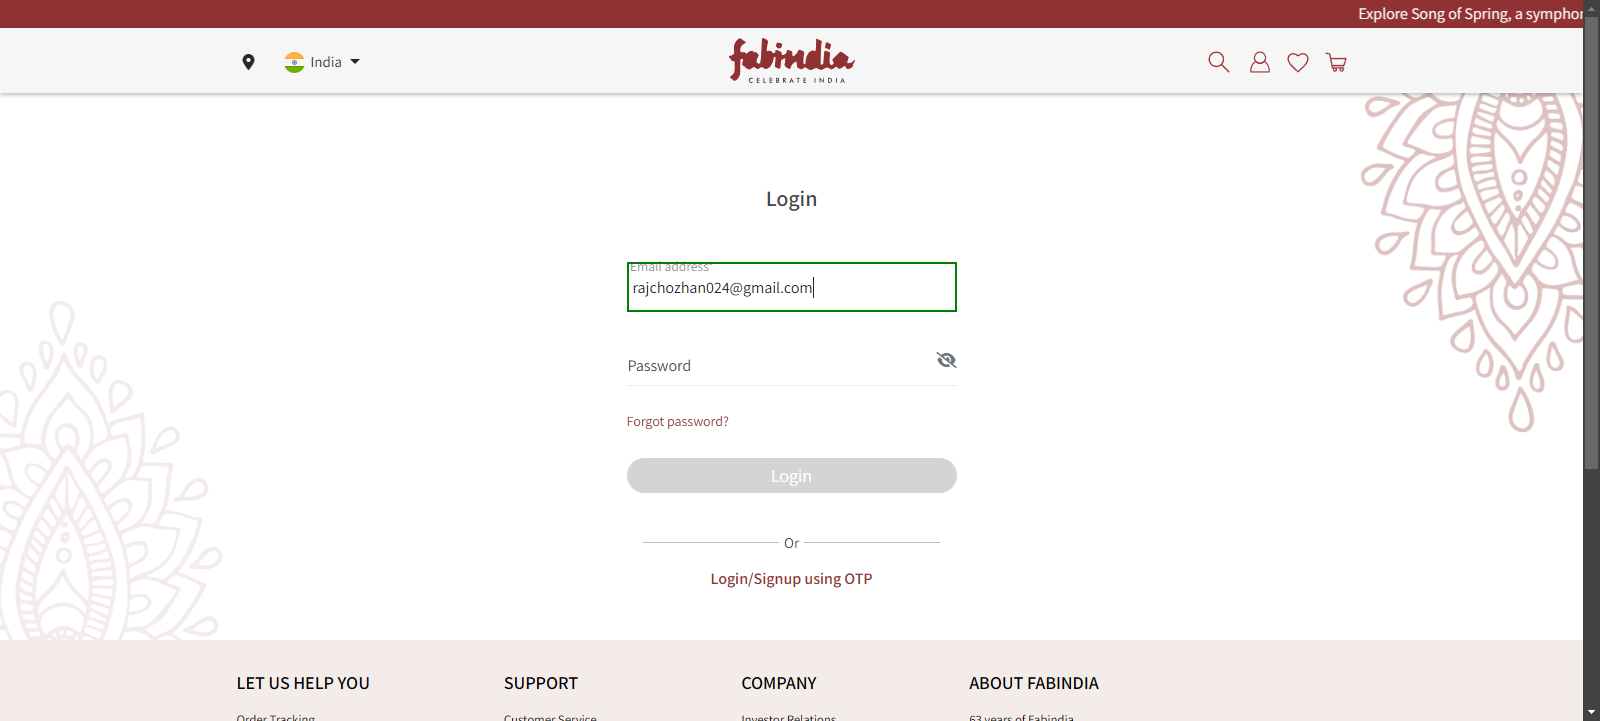 Explore Song of Spring, a symphor
India
fabindia
CELEBRATE INDIA
Login
Email address*
rajchozhan024@gmail.com
Password
Forgot password?
Login
Or
Login/Signup using OTP
LET US HELP YOU
SUPPORT
COMPANY
ABOUT FABINDIA
Order Tracking
Customer Service
Investor Relations
63 years of Fabindia